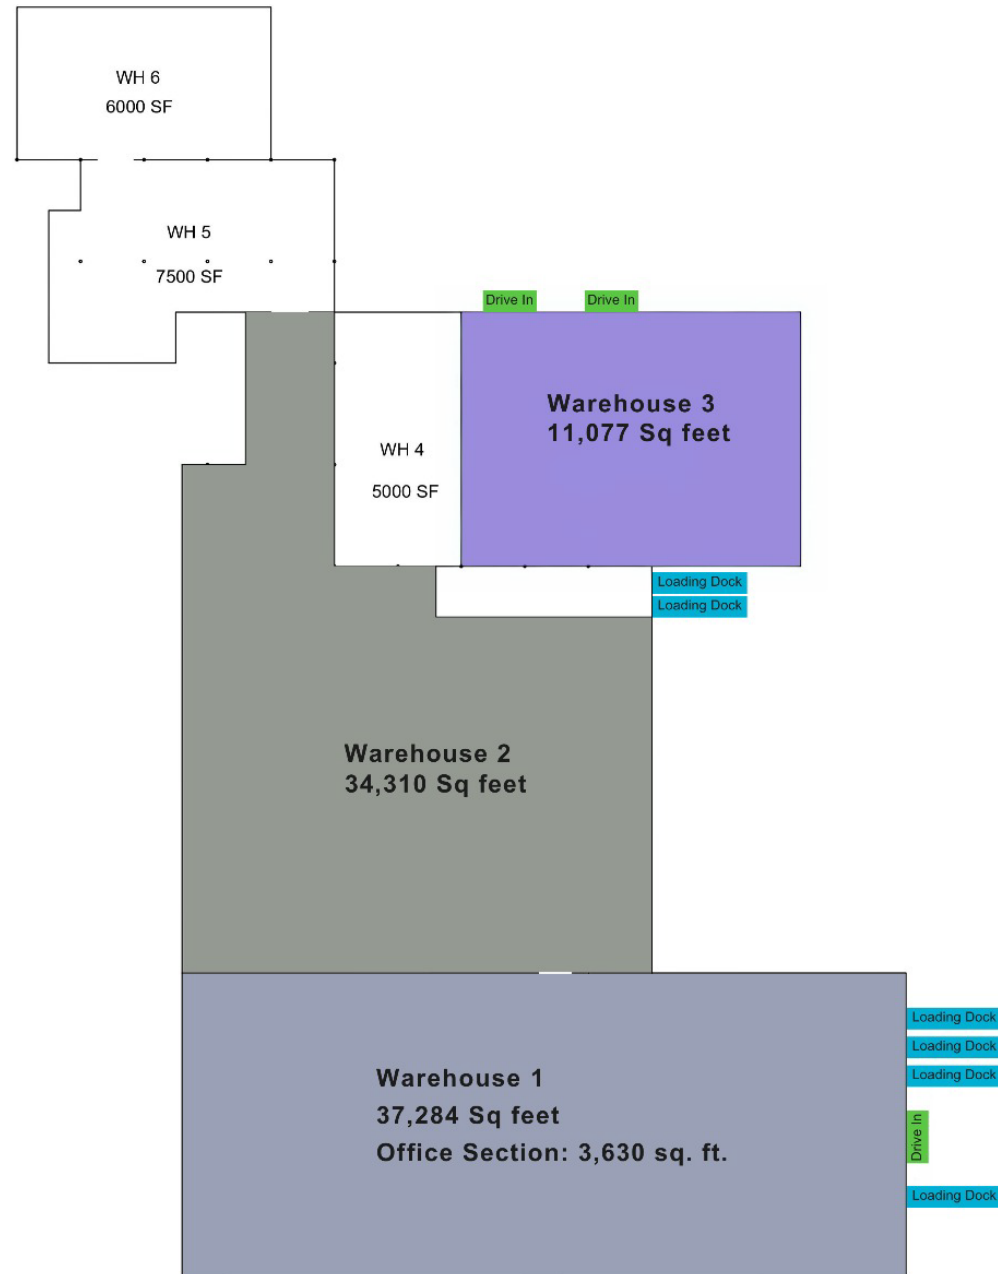 WH 6
6000 SF
WH 5
7500 SF
Drive In
Drive In
Warehouse 3
11,077 Sq feet
WH 4
5000 SF
Loading Dock
Loading Dock
Warehouse 2
34,310 Sq feet
Loading Dock
Loading Dock
Loading Dock
Warehouse 1
37,284 Sq feet
Office Section: 3,630 sq. ft.
Drive In
Loading Dock